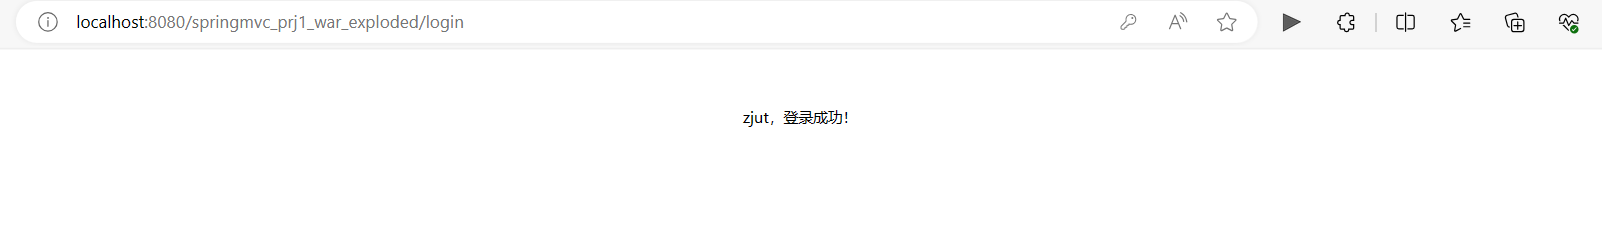 localhost:8080/springmvc_prj1_war_exploded/login
zjut，登录成功！